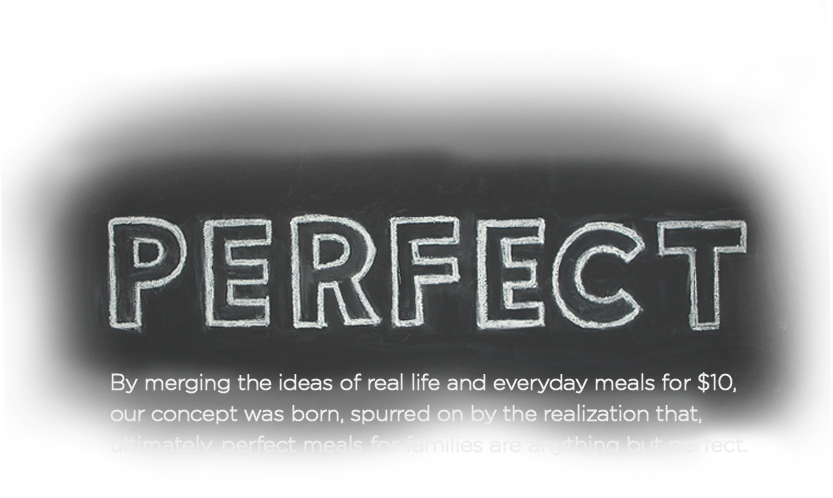 PERFECT
By merging the ideas of real life and everyday meals for $10,
our concept was born, spurred on by the realization that,
ultimately, perfect meals for families are anything but perfect.